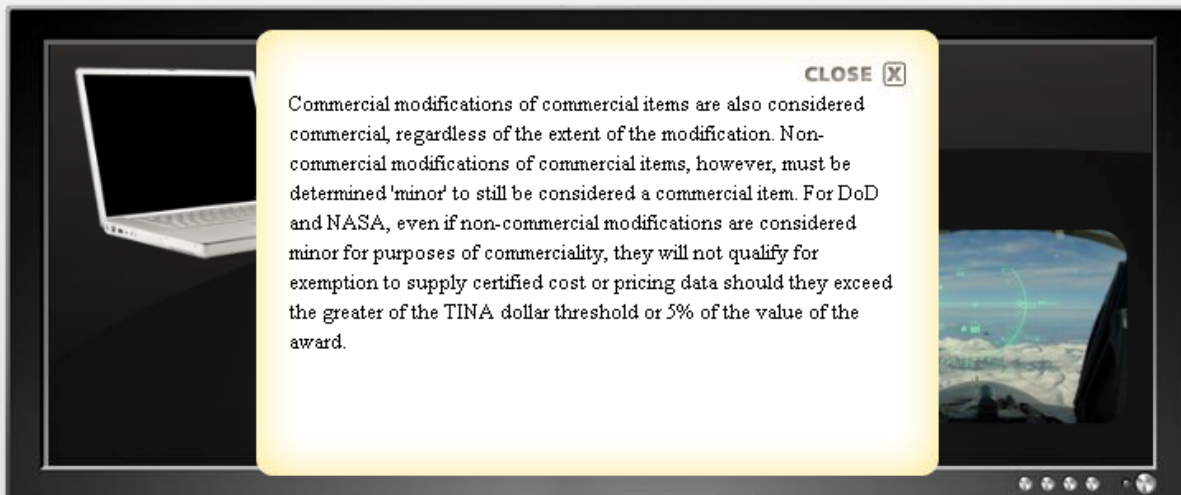 CLOSE X
Commercial modifications of commercial items are also considered
commercial, regardless of the extent of the modification. Non-
commercial modifications of commercial items, however, must be
determined 'minor' to still be considered a commercial item. For DoD
and NASA, even if non-commercial modifications are considered
minor for purposes of commerciality, they will not qualify for
exemption to supply certified cost or pricing data should they exceed
the greater of the TINA dollar threshold or 5% of the value of the
award.